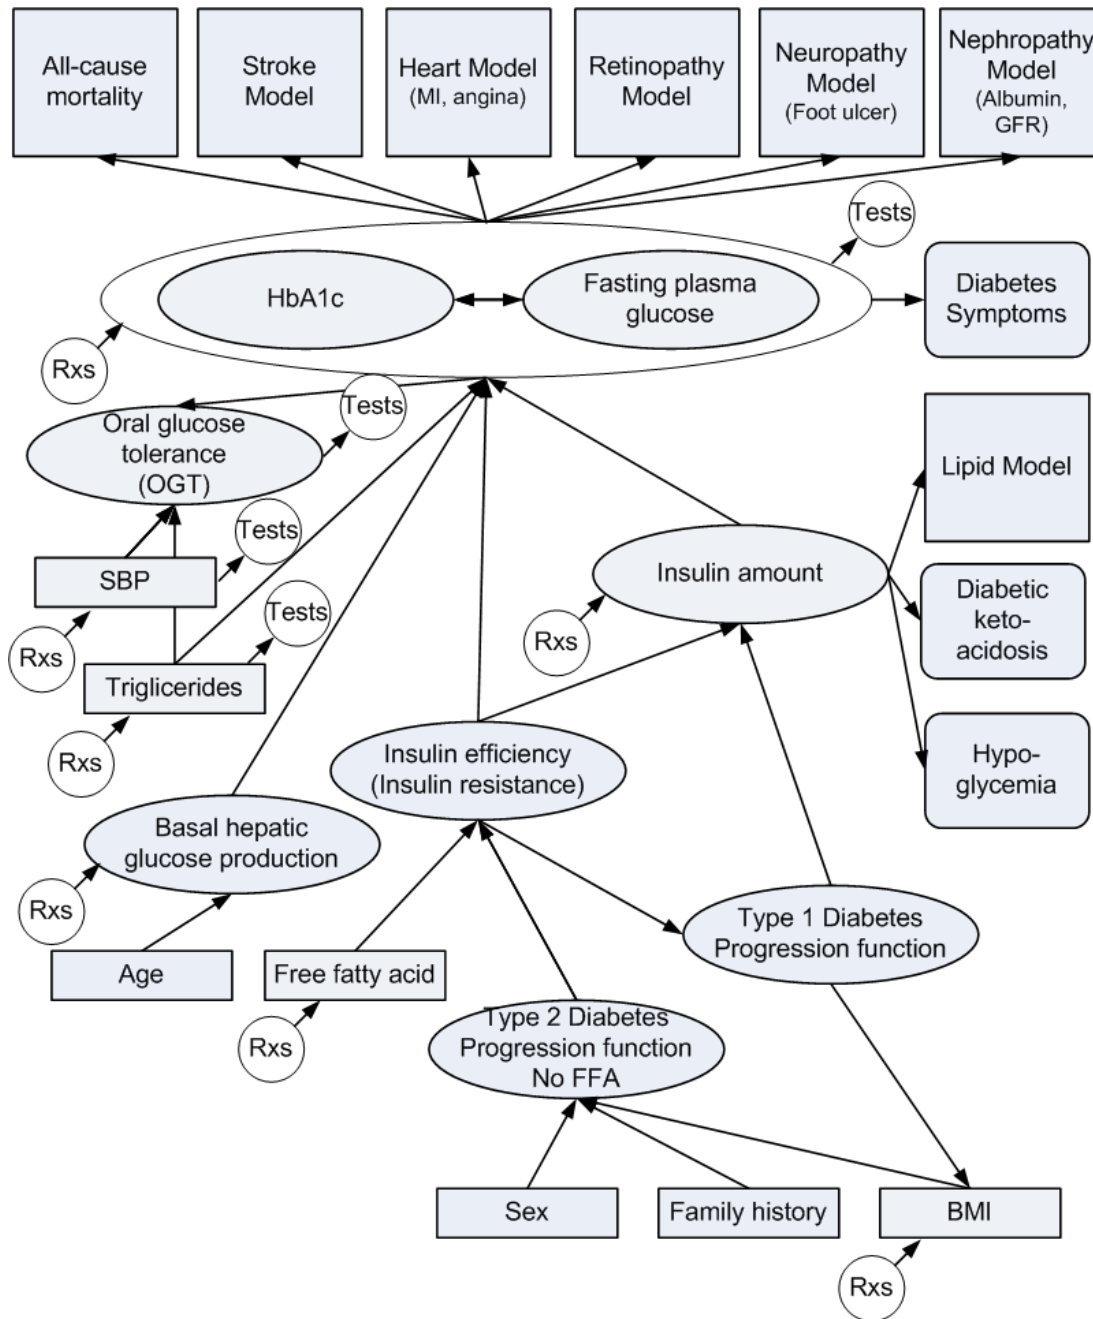 All-cause
mortality
Stroke
Model
Heart Model
(MI, angina)
Retinopathy
Model
Neuropathy
Model
(Foot ulcer)
Nephropathy
Model
(Albumin,
GFR)
Tests
HbA1c
Fasting plasma
glucose
Diabetes
Symptoms
Rxs
Tests
Oral glucose
tolerance
(OGT)
Lipid Model
Tests
SBP
Insulin amount
Diabetic
keto-
acidosis
Tests
Rxs
Rxs
Triglicerides
Rxs
Insulin efficiency
(Insulin resistance)
Hypo-
glycemia
Basal hepatic
glucose production
Rxs
Type 1 Diabetes
Progression function
Age
Free fatty acid
Rxs
Type 2 Diabetes
Progression function
No FFA
Sex
Family history
BMI
Rxs